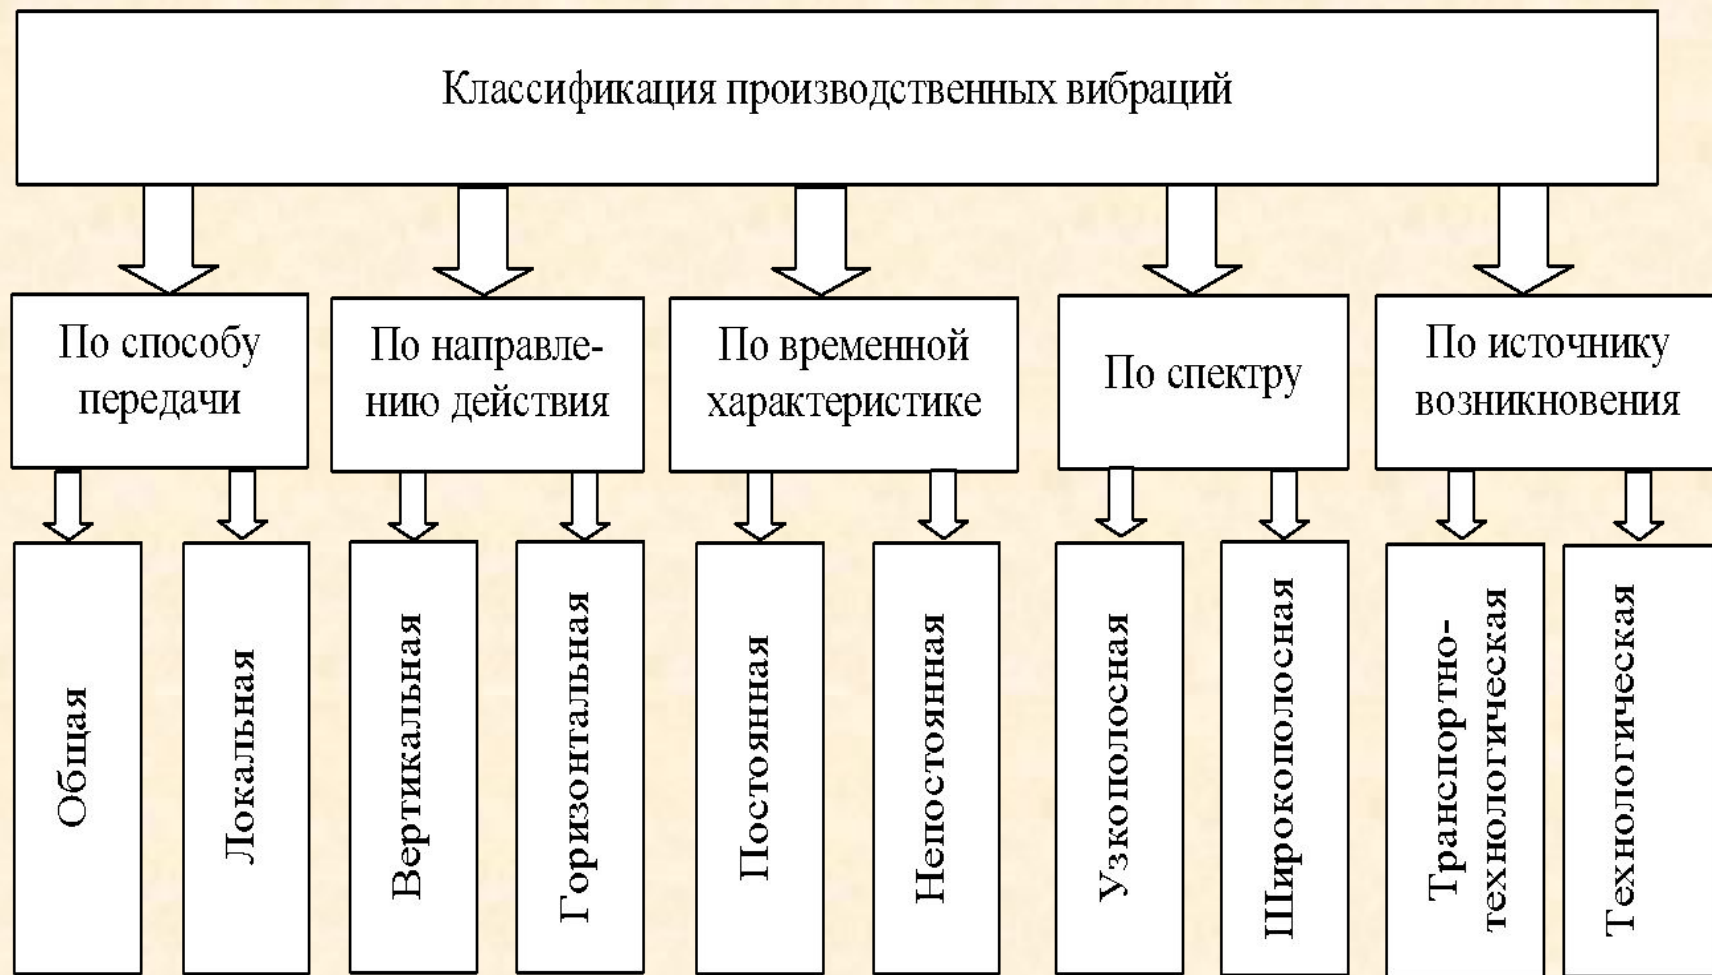 Классификация производственных вибраций
По способу
передачи
По направле-
нию действия
По временной
характеристике
По спектру
По источнику
возникновения
Общая
Локальная
Вертикальная
Горизонтальная
Постоянная
Непостоянная
Узкополосная
Широкополосная
Транспортно-
технологическая
Технологическая